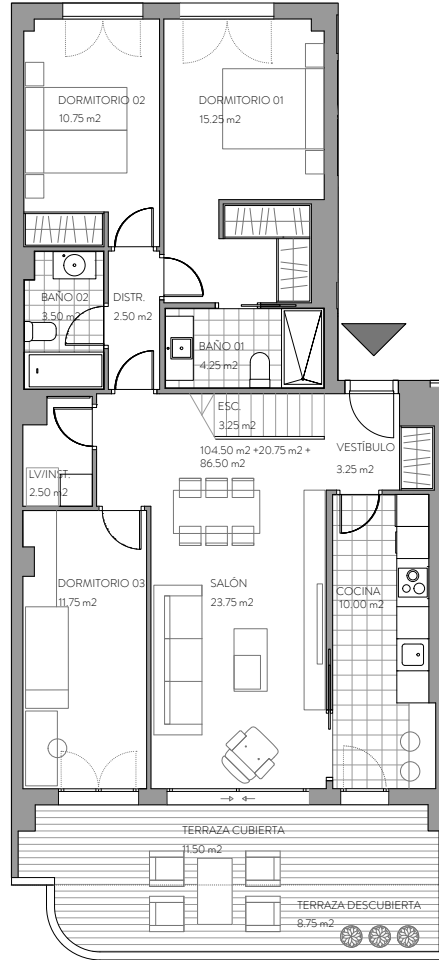 DORMITORIO 02
10.75 m2
DORMITORIO 01
15.25 m2
BAÑO 02
3.50 m2
DISTR.
2.50 m2
BAÑO 01
4.25 m2
ESC.
3.25 m2
104.50 m2 +20.75 m2 +
86.50 m2
VESTÍBULO
3.25 m2
LV/INST.
2.50 m2
DORMITORIO 03
11.75 m2
SALÓN
23.75 m2
COCINA
10.00 m2
TERRAZA CUBIERTA
11.50 m2
TERRAZA DESCUBIERTA
8.75 m2